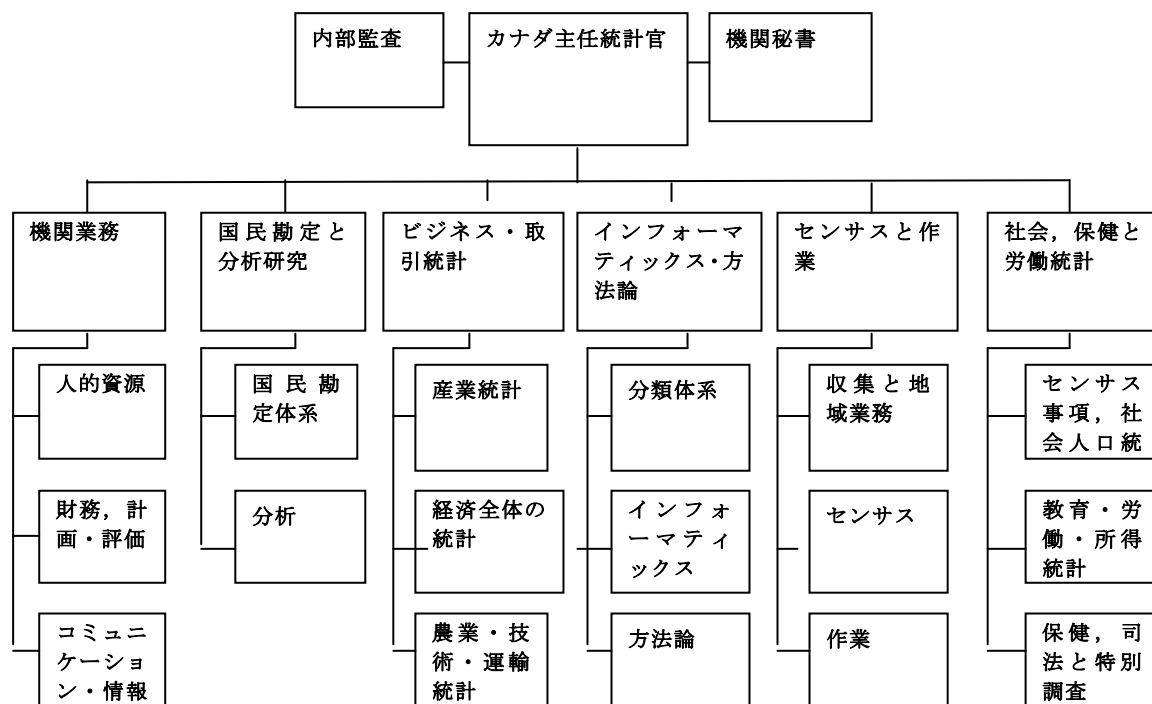 内部監査
カナダ主任統計官
機関秘書
機関業務
国民勘定と
分析研究
ビジネス・取
引統計
インフォーマ
ティックス・方
法論
センサスと作
業
社会，保健と
労働統計
人的資源
国民勘
定体系
産業統計
分類体系
収集と地
域業務
センサス
事項，社
会人口統
財務，計
画・評価
分析
経済全体の
統計
インフォ
ーマティ
ックス
センサス
教育・労
働・所得
統計
コミュニ
ケーショ
ン・情報
農業・技
術・運輸
統計
方法論
作業
保健，司
法と特別
調査